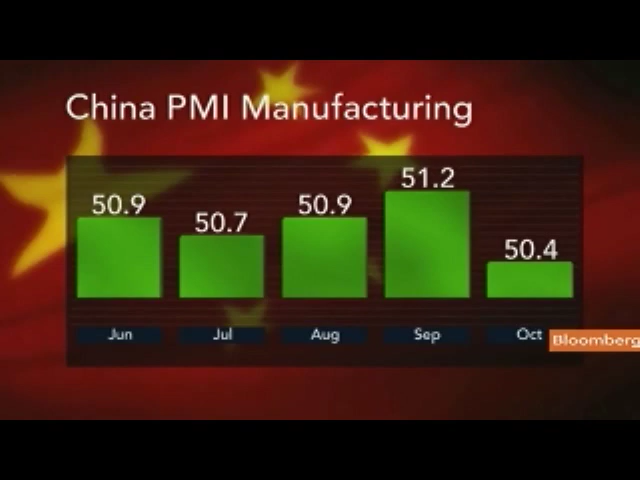 China PMI Manufacturing
50.9
50.7
50.9
51.2
50.4
Jun
Jul
Aug
Sep
Oct
Bloomberg